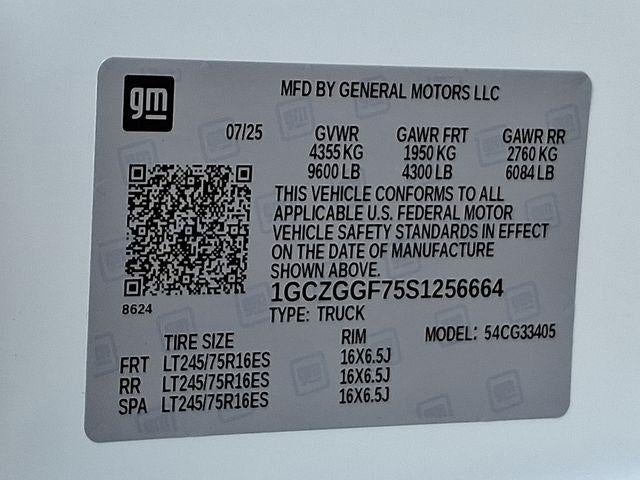 gm
MFD BY GENERAL MOTORS LLC
07/25 GVWR GAWR FRT GAWR RR
4355 KG 1950 KG 2760 KG
9600 LB 4300 LB 6084 LB
THIS VEHICLE CONFORMS TO ALL
APPLICABLE U.S. FEDERAL MOTOR
VEHICLE SAFETY STANDARDS IN EFFECT
ON THE DATE OF MANUFACTURE
SHOWN ABOVE.
8624
1GCZGGF75S1256664
TYPE: TRUCK
TIRE SIZE RIM MODEL: 54CG33405
FRT LT245/75R16ES 16X6.5J
RR LT245/75R16ES 16X6.5J
SPA LT245/75R16ES 16X6.5J